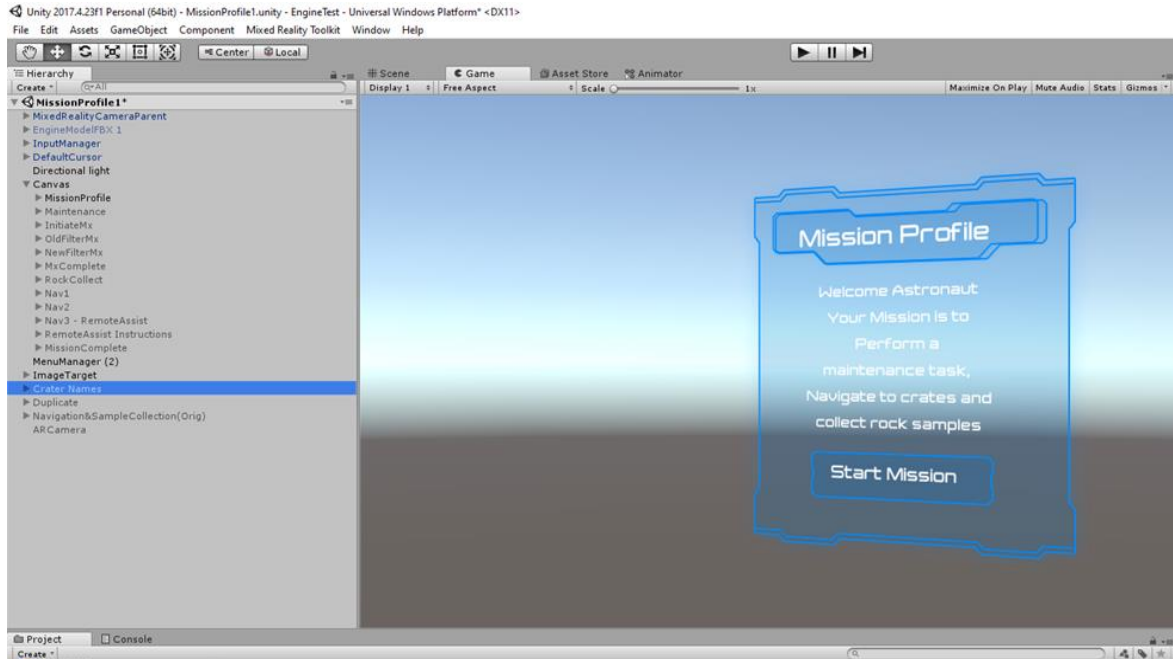 Unity 2017.4.23f1 Personal (64bit) - MissionProfile1.unity - EngineTest - Universal Windows Platform* <DX11>
File Edit Assets GameObject Component Mixed Reality Toolkit Window Help
Center Local
Hierarchy
Create All
MissionProfile1*
MixedRealityCameraParent
EngineModelFBX 1
InputManager
DefaultCursor
Directional light
Canvas
MissionProfile
Maintenance
InitiateMx
OldFilterMx
NewFilterMx
MxComplete
RockCollect
Nav1
Nav2
Nav3 - RemoteAssist
RemoteAssist Instructions
MissionComplete
MenuManager (2)
ImageTarget
Crater Names
Duplicate
Navigation&SampleCollection(Orig)
ARCamera
Scene Game Asset Store Animator
Display 1 Free Aspect Scale 1x Maximize On Play Mute Audio Stats Gizmos
Mission Profile
Welcome Astronaut
Your Mission is to
Perform a
maintenance task,
Navigate to crates and
collect rock samples
Start Mission
Project Console
Create